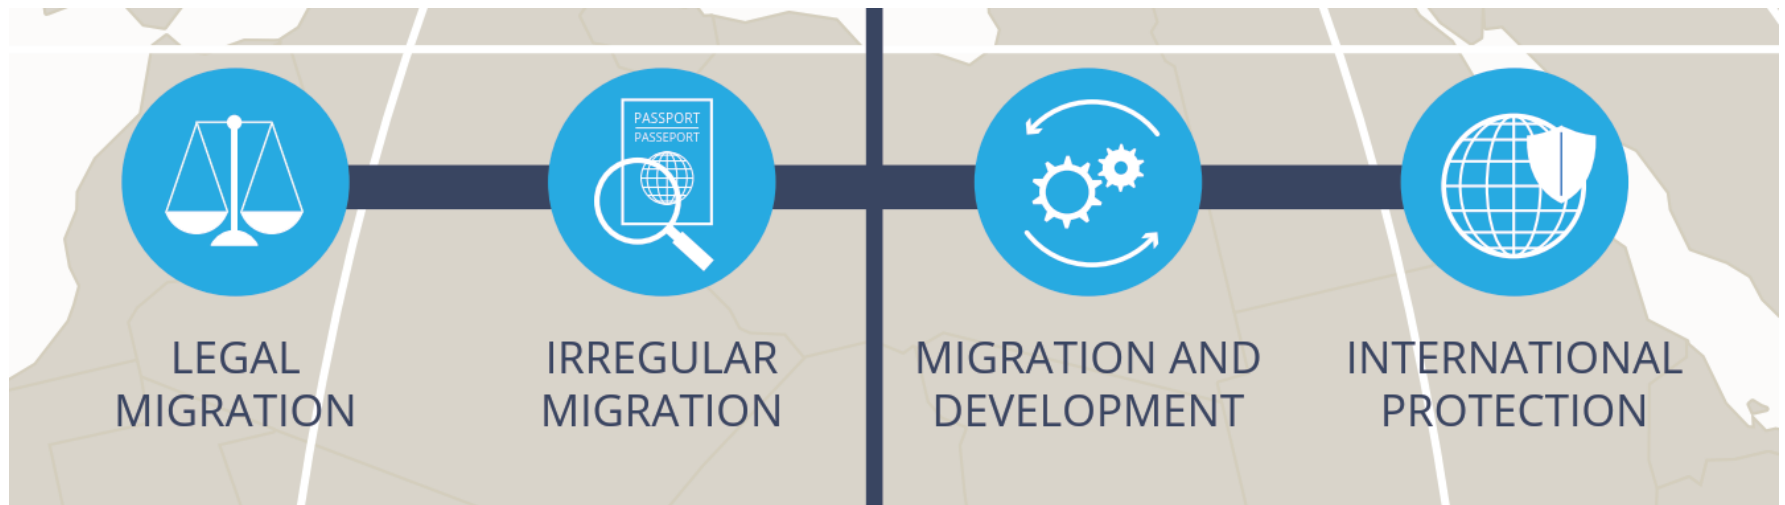 PASSPORT
PASSEPORT
LEGAL
MIGRATION
IRREGULAR
MIGRATION
MIGRATION AND
DEVELOPMENT
INTERNATIONAL
PROTECTION